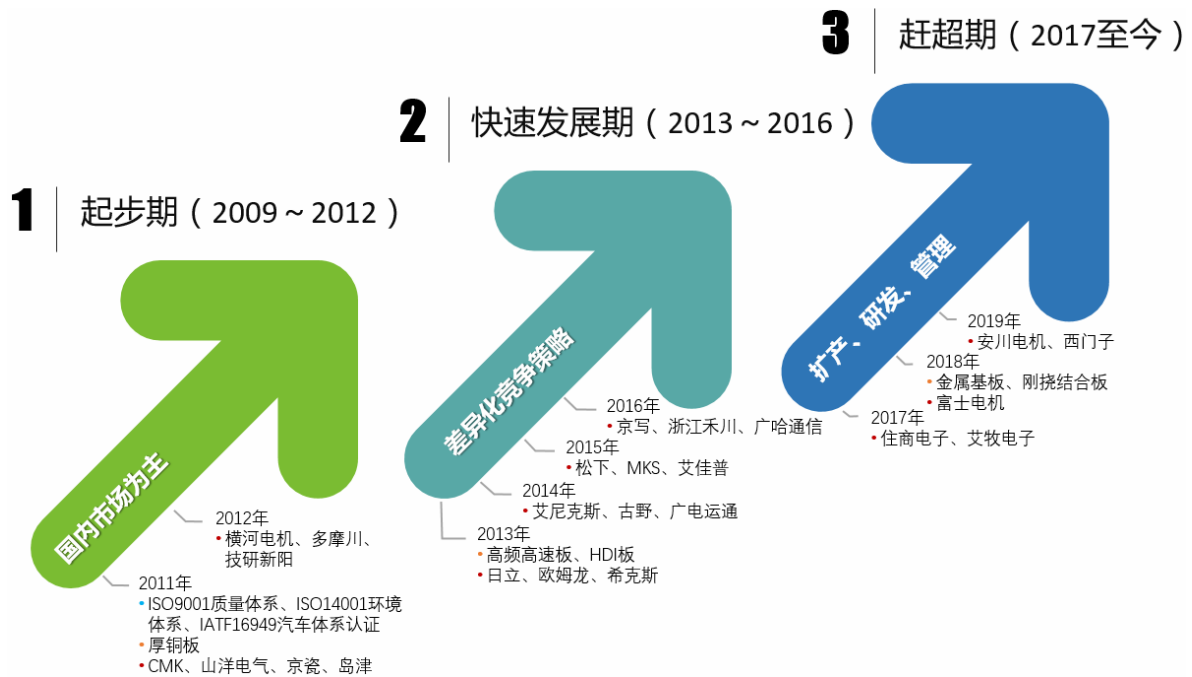 1
起步期（2009～2012）
国内市场为主
2012年
•横河电机、多摩川、
技研新阳
2011年
•ISO9001质量体系、ISO14001环境
体系、IATF16949汽车体系认证
•厚铜板
•CMK、山洋电气、京瓷、岛津
2
快速发展期（2013～2016）
差异化竞争策略
2016年
•京写、浙江禾川、广哈通信
2015年
•松下、MKS、艾佳普
2014年
•艾尼克斯、古野、广电运通
2013年
•高频高速板、HDI板
•日立、欧姆龙、希克斯
3
赶超期（2017至今）
扩产、研发、管理
2019年
•安川电机、西门子
2018年
•金属基板、刚挠结合板
•富士电机
2017年
•住商电子、艾牧电子